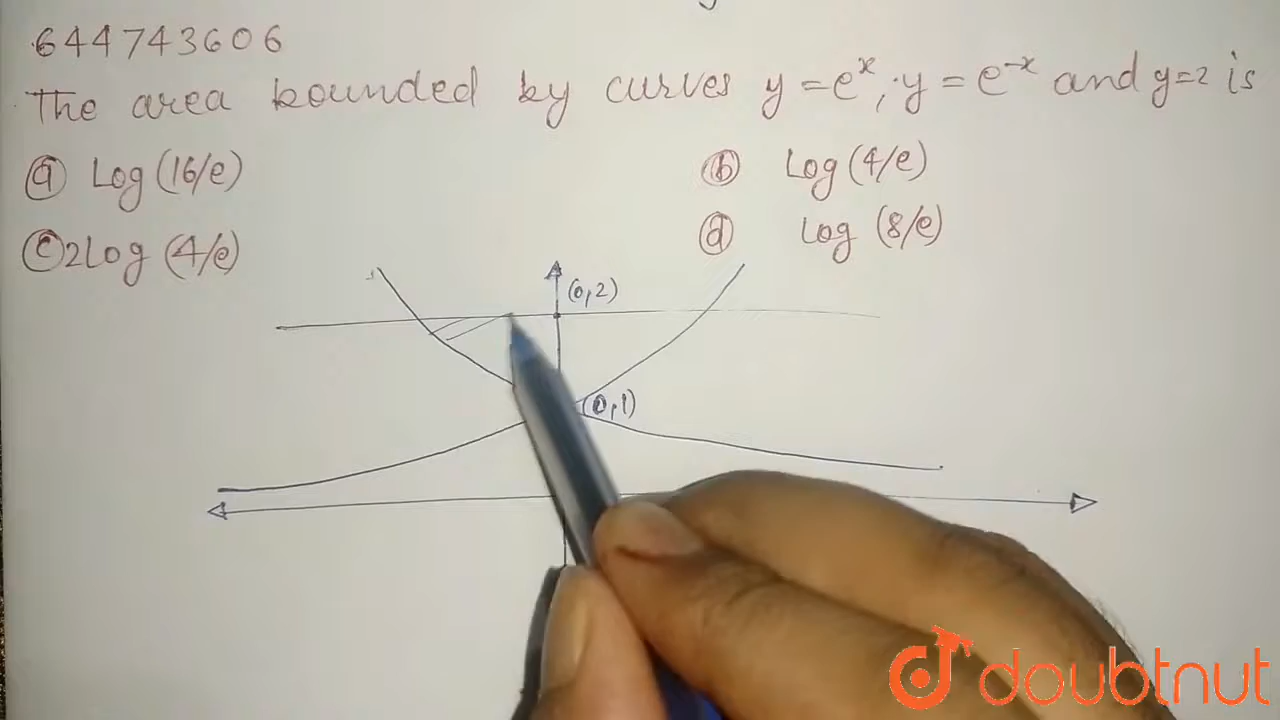 644743606
The area bounded by curves y = e^x, y = e^-x and y=2 is
(a) Log (16/e) (b) Log (4/e)
(c) 2Log (4/e) (d) Log (8/e)
(0,2)
(0,1)
doubtnut